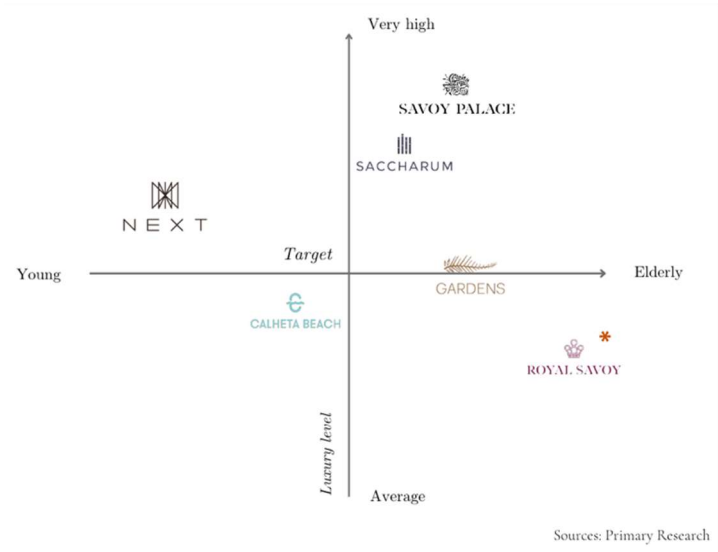 Very high
SAVOY PALACE
SACCHARUM
NEXT
Target
Young
Elderly
GARDENS
CALHETA BEACH
*
ROYAL SAVOY
Luxury level
Average
Sources: Primary Research